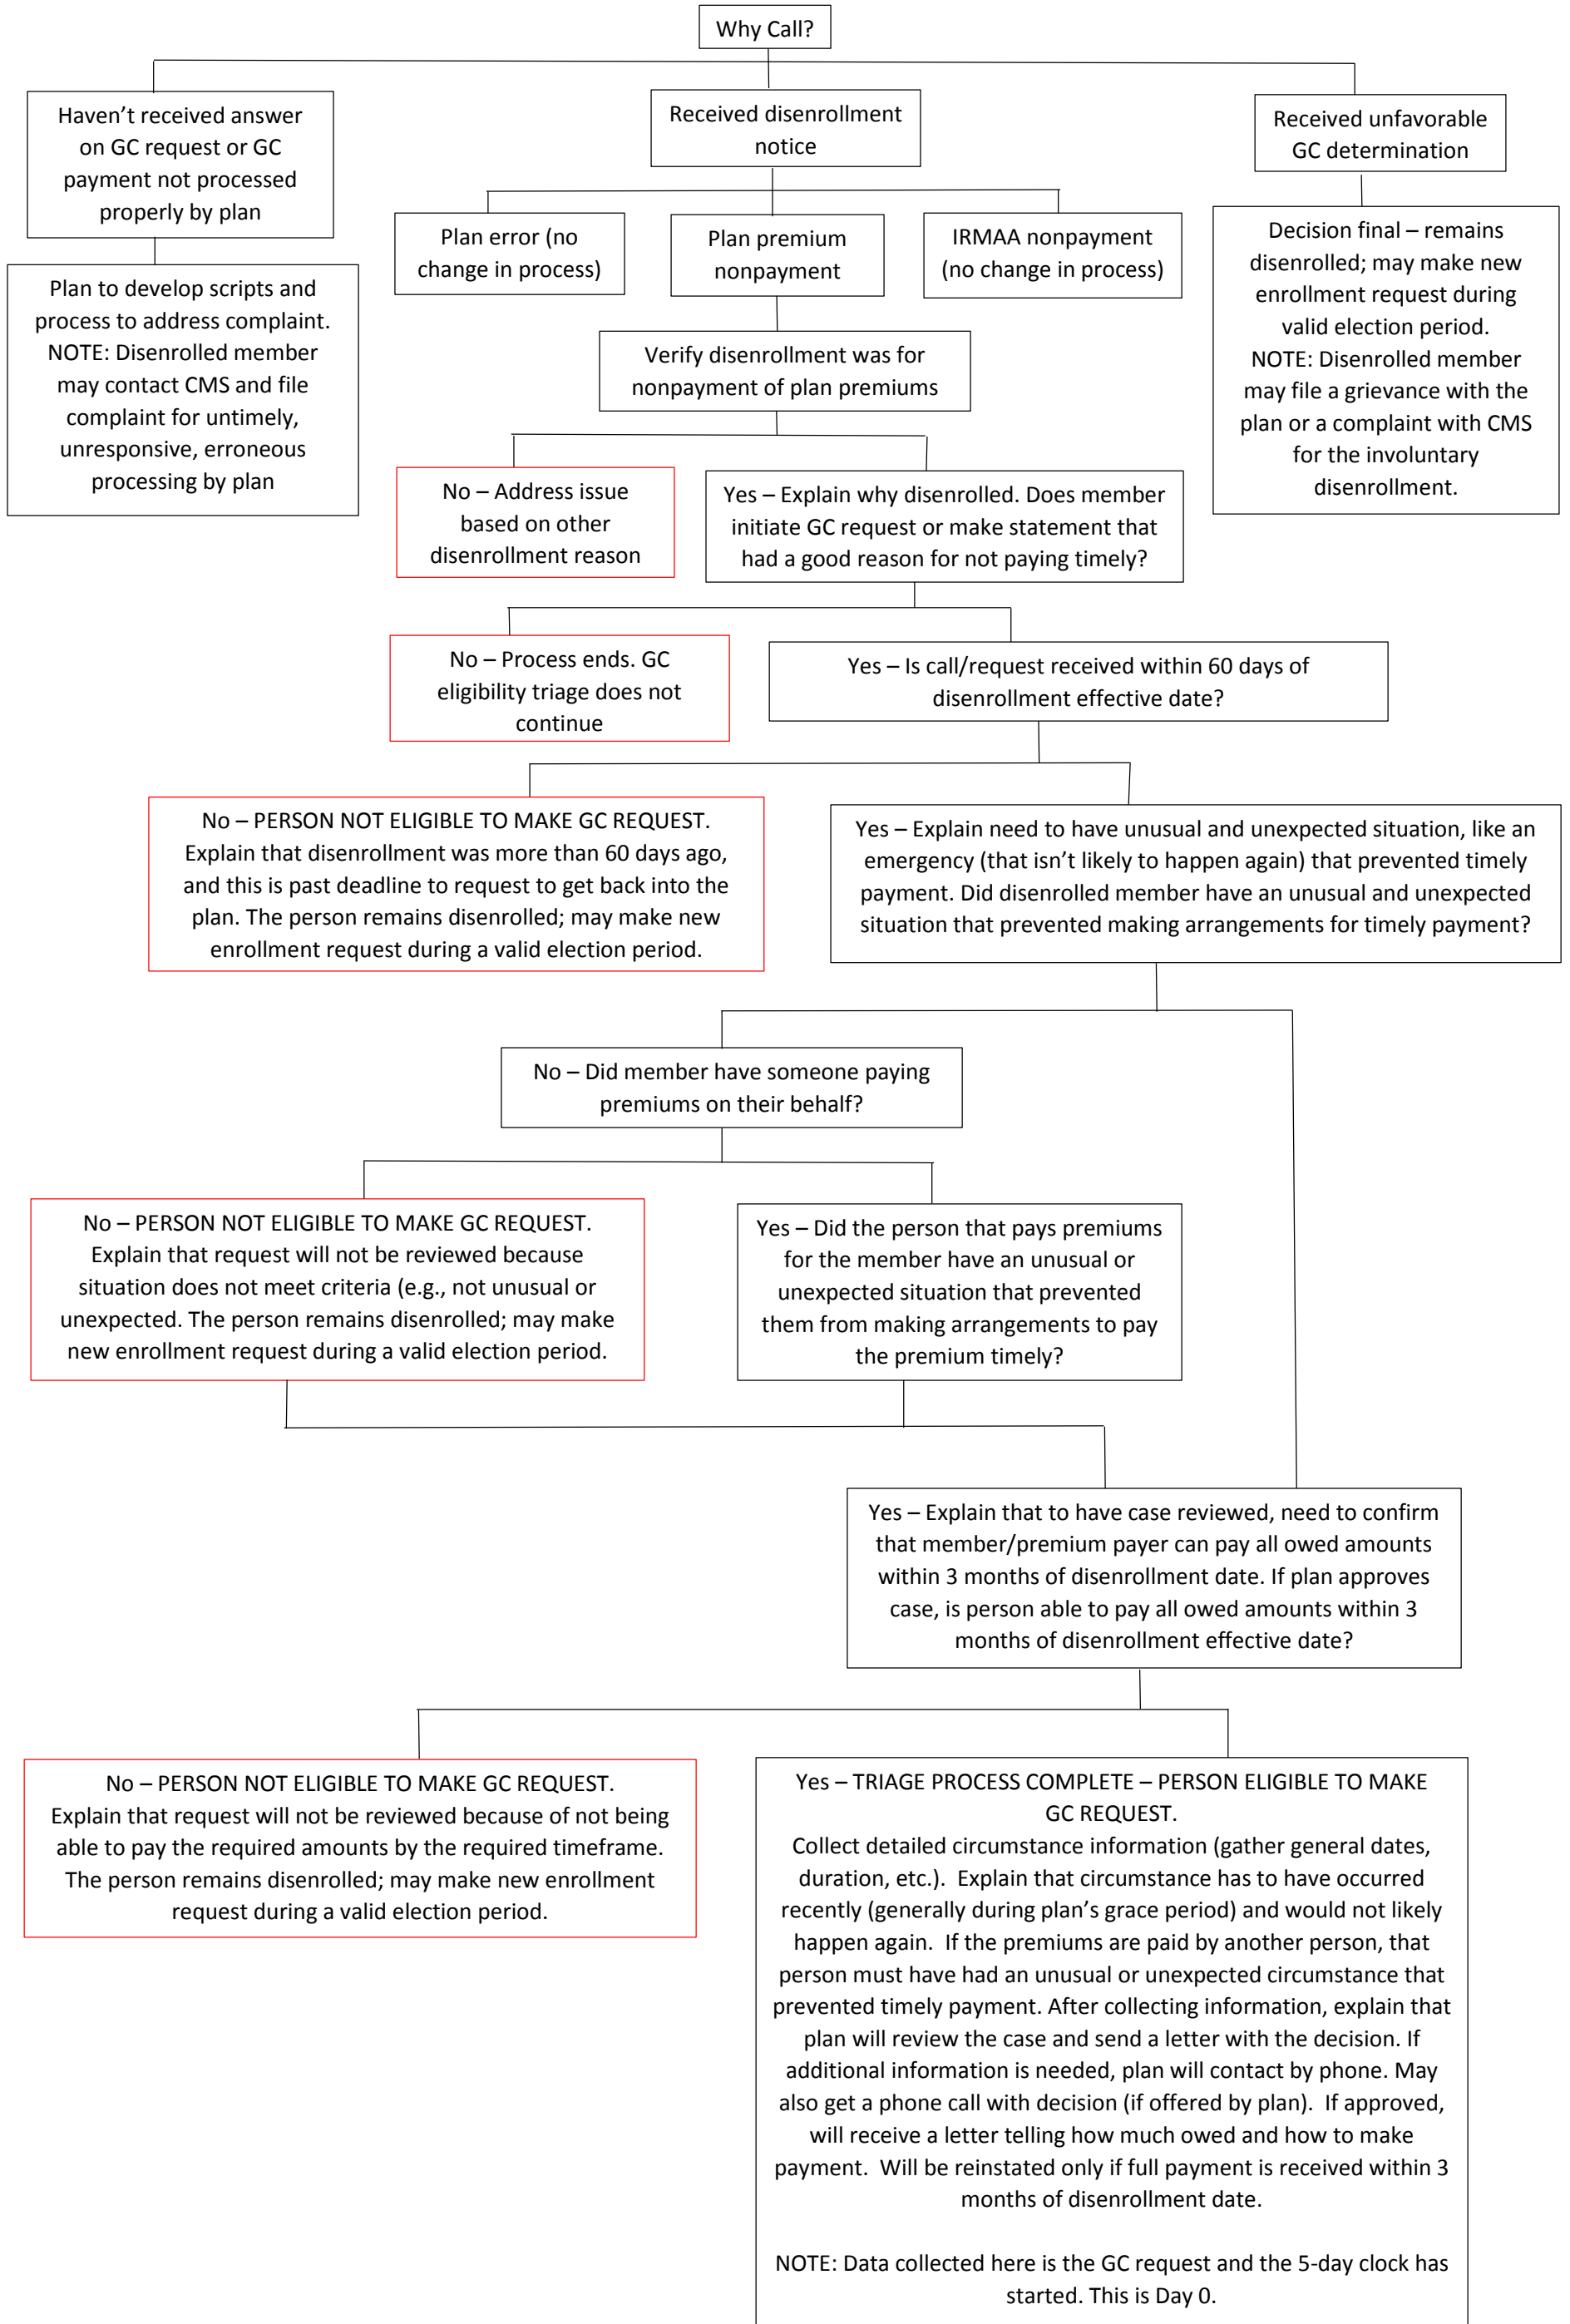 Why Call?
Haven’t received answer
on GC request or GC
payment not processed
properly by plan
Received disenrollment
notice
Received unfavorable
GC determination
Plan to develop scripts and
process to address complaint.
NOTE: Disenrolled member
may contact CMS and file
complaint for untimely,
unresponsive, erroneous
processing by plan
Plan error (no
change in process)
Plan premium
nonpayment
IRMAA nonpayment
(no change in process)
Decision final – remains
disenrolled; may make new
enrollment request during
valid election period.
NOTE: Disenrolled member
may file a grievance with the
plan or a complaint with CMS
for the involuntary
disenrollment.
Verify disenrollment was for
nonpayment of plan premiums
No – Address issue
based on other
disenrollment reason
Yes – Explain why disenrolled. Does member
initiate GC request or make statement that
had a good reason for not paying timely?
No – Process ends. GC
eligibility triage does not
continue
Yes – Is call/request received within 60 days of
disenrollment effective date?
No – PERSON NOT ELIGIBLE TO MAKE GC REQUEST.
Explain that disenrollment was more than 60 days ago,
and this is past deadline to request to get back into the
plan. The person remains disenrolled; may make new
enrollment request during a valid election period.
Yes – Explain need to have unusual and unexpected situation, like an
emergency (that isn’t likely to happen again) that prevented timely
payment. Did disenrolled member have an unusual and unexpected
situation that prevented making arrangements for timely payment?
No – Did member have someone paying
premiums on their behalf?
No – PERSON NOT ELIGIBLE TO MAKE GC REQUEST.
Explain that request will not be reviewed because
situation does not meet criteria (e.g., not unusual or
unexpected. The person remains disenrolled; may make
new enrollment request during a valid election period.
Yes – Did the person that pays premiums
for the member have an unusual or
unexpected situation that prevented
them from making arrangements to pay
the premium timely?
Yes – Explain that to have case reviewed, need to confirm
that member/premium payer can pay all owed amounts
within 3 months of disenrollment date. If plan approves
case, is person able to pay all owed amounts within 3
months of disenrollment effective date?
No – PERSON NOT ELIGIBLE TO MAKE GC REQUEST.
Explain that request will not be reviewed because of not being
able to pay the required amounts by the required timeframe.
The person remains disenrolled; may make new enrollment
request during a valid election period.
Yes – TRIAGE PROCESS COMPLETE – PERSON ELIGIBLE TO MAKE
GC REQUEST.
Collect detailed circumstance information (gather general dates,
duration, etc.). Explain that circumstance has to have occurred
recently (generally during plan’s grace period) and would not likely
happen again. If the premiums are paid by another person, that
person must have had an unusual or unexpected circumstance that
prevented timely payment. After collecting information, explain that
plan will review the case and send a letter with the decision. If
additional information is needed, plan will contact by phone. May
also get a phone call with decision (if offered by plan). If approved,
will receive a letter telling how much owed and how to make
payment. Will be reinstated only if full payment is received within 3
months of disenrollment date.
NOTE: Data collected here is the GC request and the 5-day clock has
started. This is Day 0.